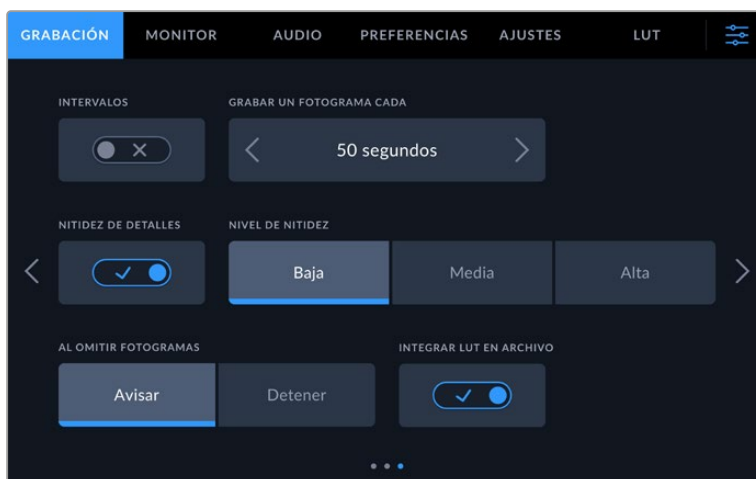 GRABACIÓN MONITOR AUDIO PREFERENCIAS AJUSTES LUT
INTERVALOS GRABAR UN FOTOGRAMA CADA
50 segundos
NITIDEZ DE DETALLES NIVEL DE NITIDEZ
Baja Media Alta
AL OMITIR FOTOGRAMAS INTEGRAR LUT EN ARCHIVO
Avisar Detener